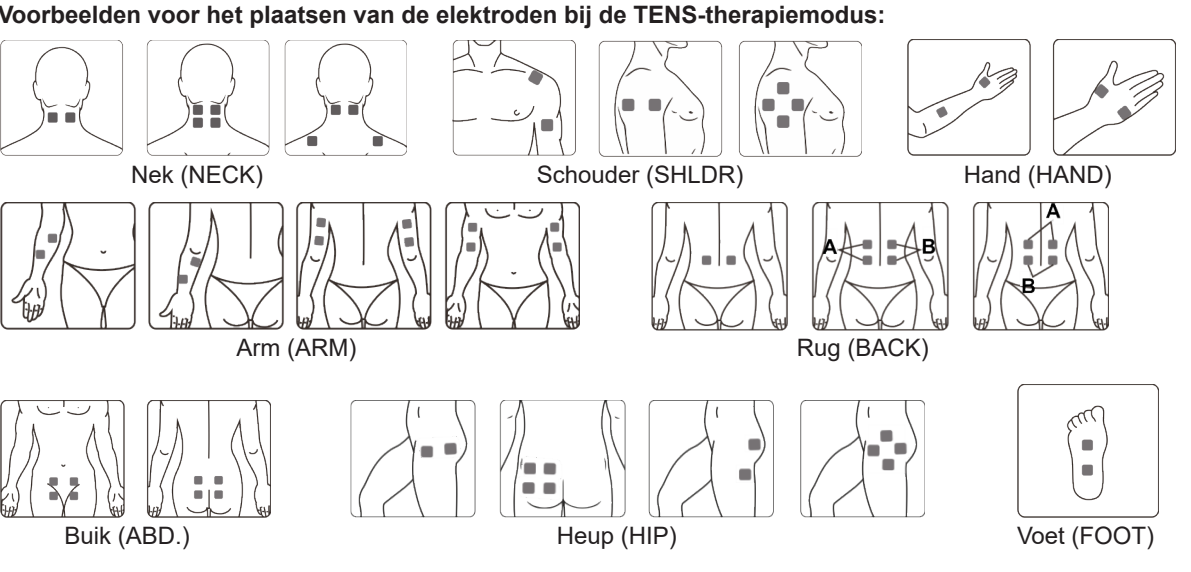 Voorbeelden voor het plaatsen van de elektroden bij de TENS-therapiemodus:
Nek (NECK)
Schouder (SHLDR)
Hand (HAND)
A
A B
B
Arm (ARM)
Rug (BACK)
Buik (ABD.)
Heup (HIP)
Voet (FOOT)